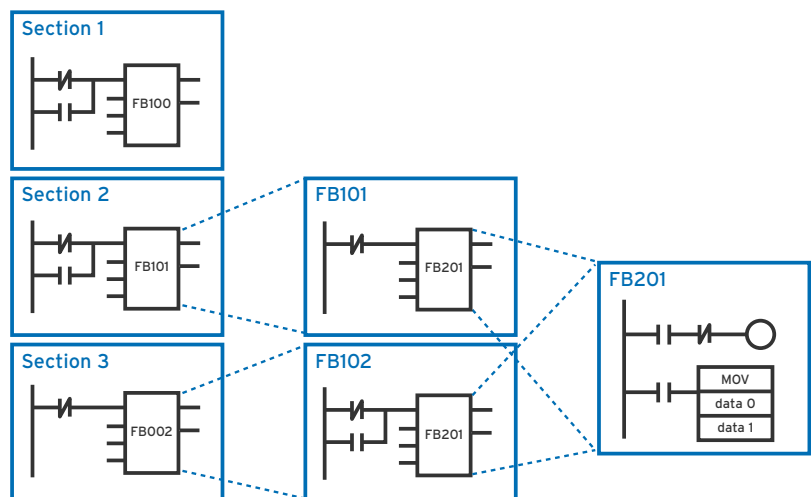 Section 1
FB100
Section 2
FB101
FB101
FB201
Section 3
FB002
FB102
FB201
FB201
MOV
data 0
data 1